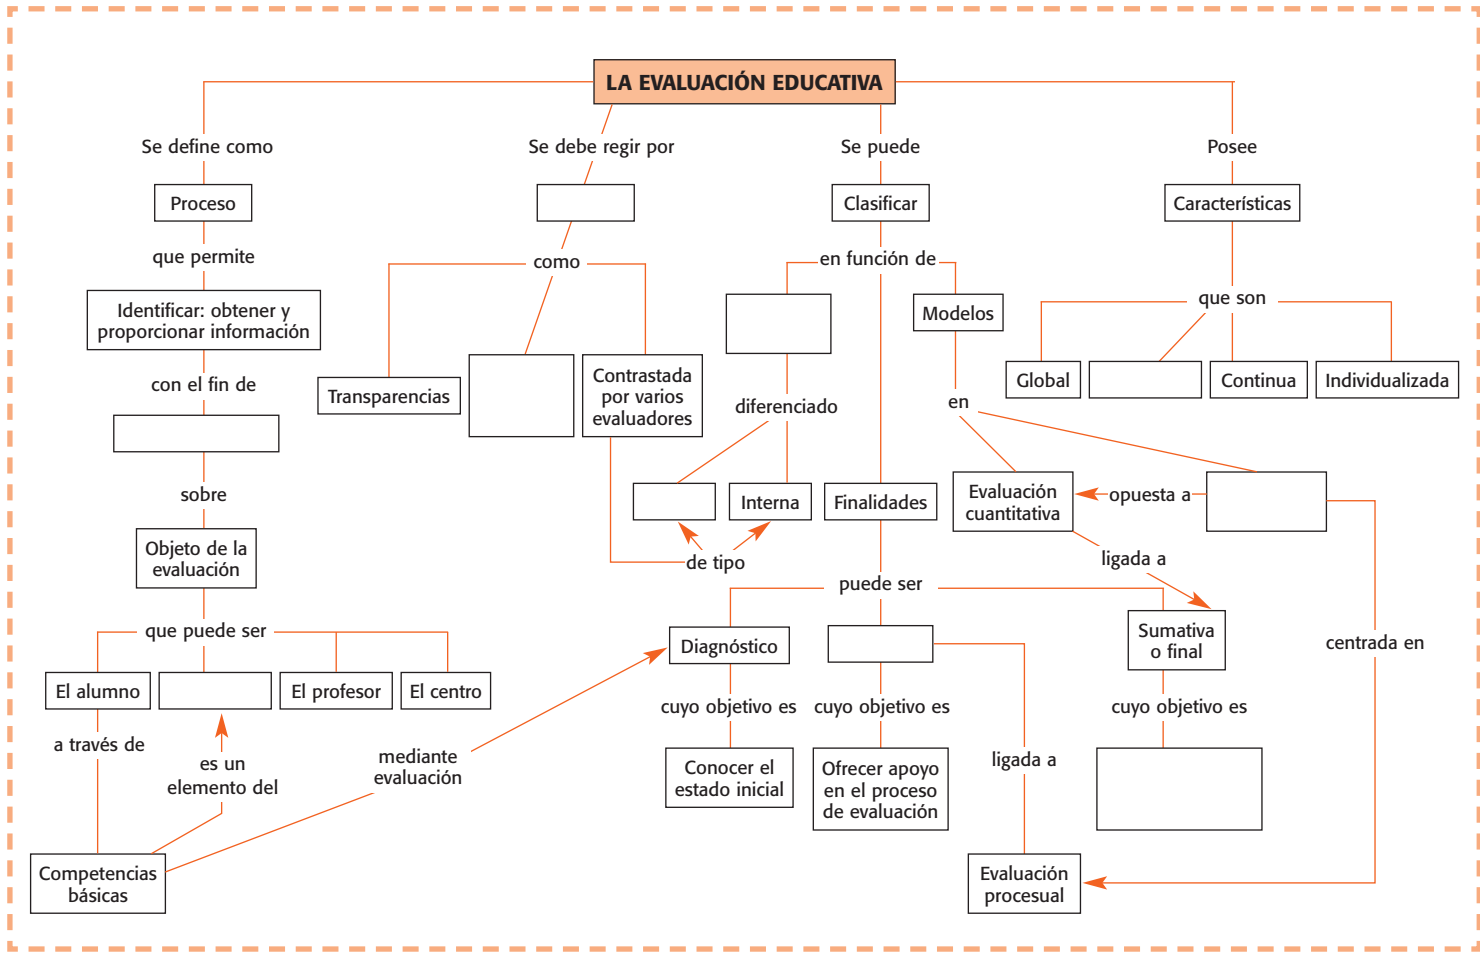 LA EVALUACIÓN EDUCATIVA
Se define como
Se debe regir por
Se puede
Posee
Proceso
Clasificar
Características
que permite
como
en función de
que son
Identificar: obtener y
proporcionar información
Modelos
con el fin de
Transparencias
Contrastada
por varios
evaluadores
Global
Continua
Individualizada
diferenciado
en
sobre
Interna
Finalidades
Evaluación
cuantitativa
opuesta a
Objeto de la
evaluación
de tipo
ligada a
puede ser
que puede ser
Diagnóstico
Sumativa
o final
centrada en
El alumno
El profesor
El centro
cuyo objetivo es
cuyo objetivo es
cuyo objetivo es
a través de
es un
elemento del
mediante
evaluación
Conocer el
estado inicial
Ofrecer apoyo
en el proceso
de evaluación
ligada a
Competencias
básicas
Evaluación
procesual